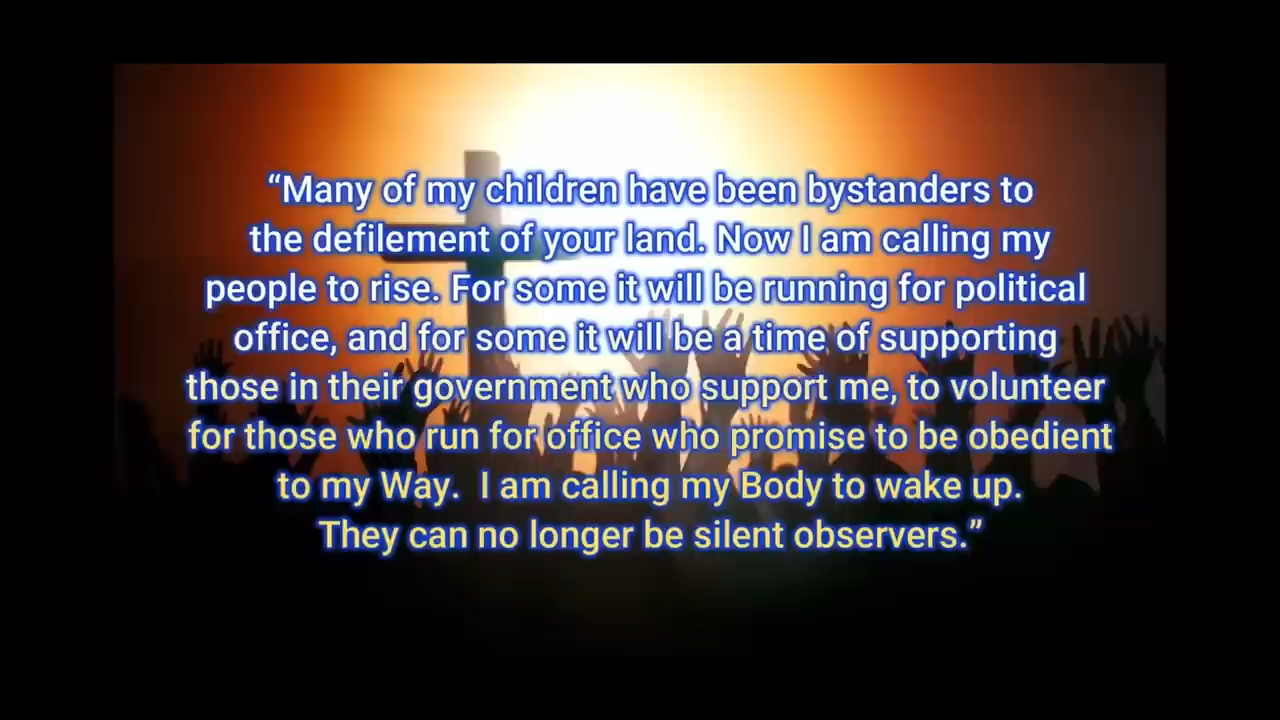 “Many of my children have been bystanders to
the defilement of your land. Now I am calling my
people to rise. For some it will be running for political
office, and for some it will be a time of supporting
those in their government who support me, to volunteer
for those who run for office who promise to be obedient
to my Way.  I am calling my Body to wake up.
They can no longer be silent observers.”